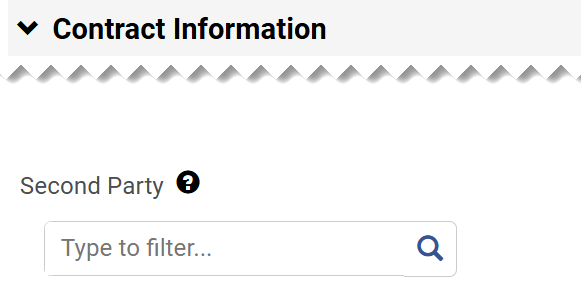 Contract Information
Second Party
Type to filter...